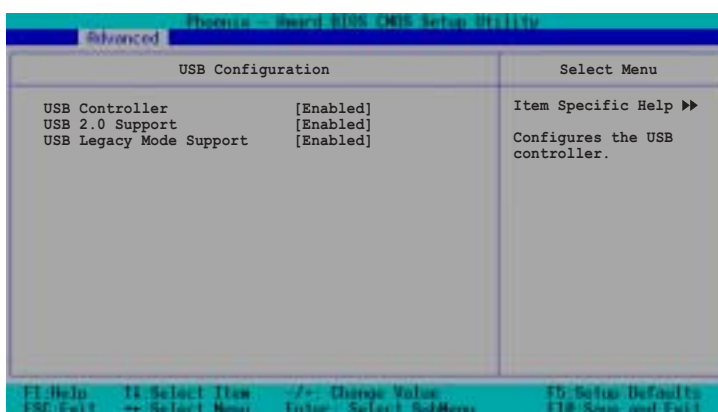 Phoenix - Award BIOS CMOS Setup Utility
Advanced
USB Configuration
Select Menu
USB Controller [Enabled]
USB 2.0 Support [Enabled]
USB Legacy Mode Support [Enabled]
Item Specific Help ▶▶
Configures the USB
controller.
F1:Help ↑↓:Select Item -/+: Change Value F5:Setup Defaults
ESC:Exit ↔:Select Menu Enter: Select SubMenu F10:Save and Exit